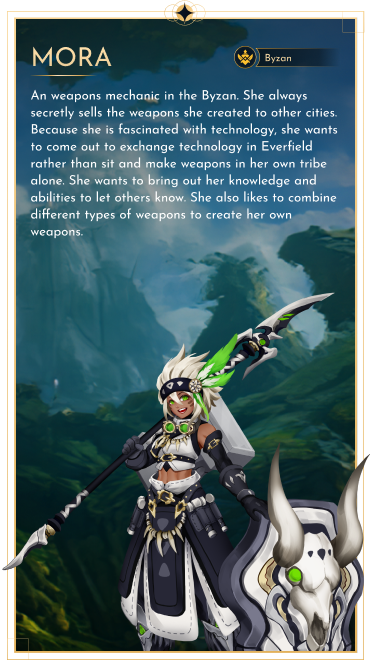 MORA
Byzan
An weapons mechanic in the Byzan. She always
secretly sells the weapons she created to other cities.
Because she is fascinated with technology, she wants
to come out to exchange technology in Everfield
rather than sit and make weapons in her own tribe
alone. She wants to bring out her knowledge and
abilities to let others know. She also likes to combine
different types of weapons to create her own
weapons.